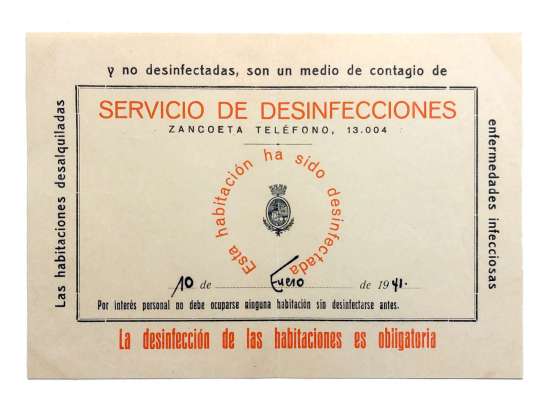 Las habitaciones desalquiladas
y no desinfectadas, son un medio de contagio de
enfermedades infecciosas
SERVICIO DE DESINFECCIONES
ZANCOETA TELÉFONO, 13.004
Esta habitación ha sido desinfectada
10 de Enero de 1941.
Por interés personal no debe ocuparse ninguna habitación sin desinfectarse antes.
La desinfección de las habitaciones es obligatoria